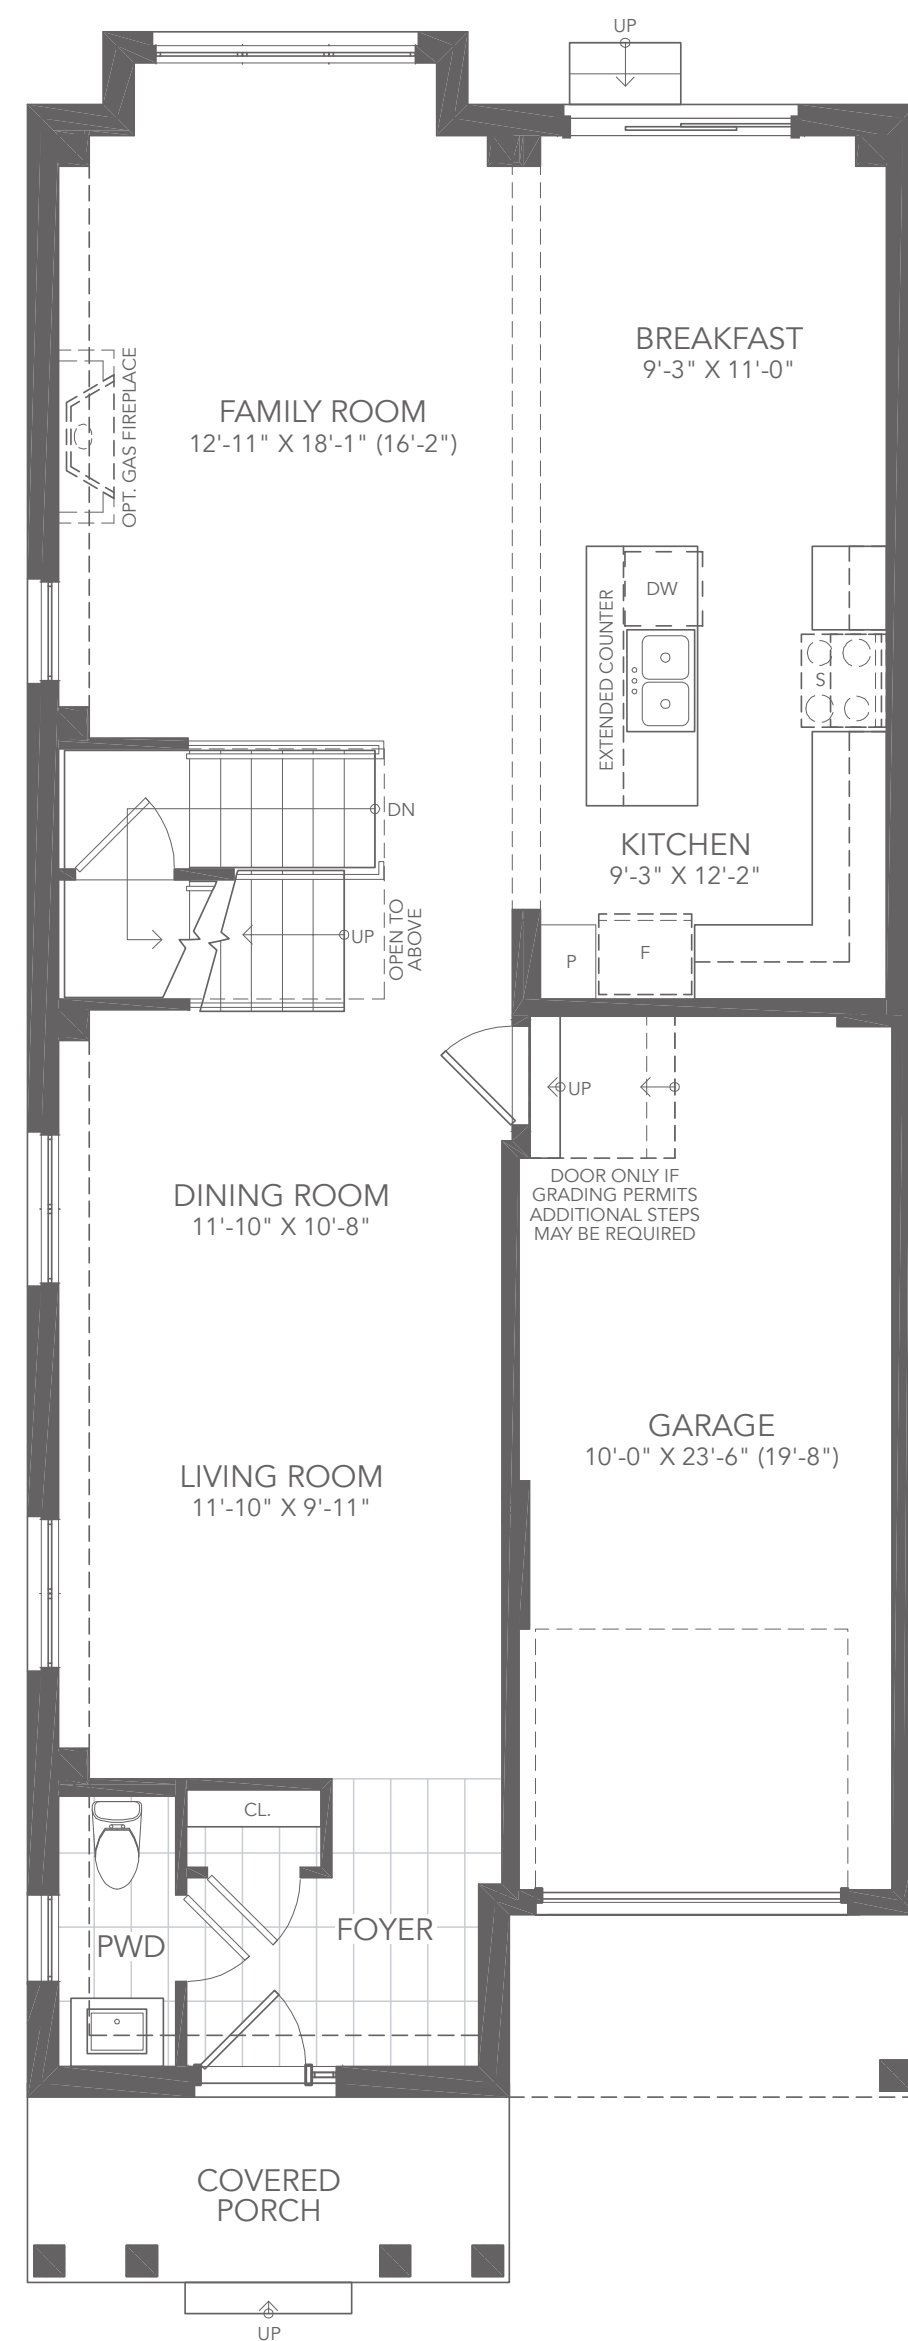 UP
BREAKFAST
9'-3" X 11'-0"
FAMILY ROOM
12'-11" X 18'-1" (16'-2")
OPT. GAS FIREPLACE
DW
EXTENDED COUNTER
S
DN
KITCHEN
9'-3" X 12'-2"
UP
OPEN TO
ABOVE
P
F
UP
DOOR ONLY IF
GRADING PERMITS
ADDITIONAL STEPS
MAY BE REQUIRED
DINING ROOM
11'-10" X 10'-8"
GARAGE
10'-0" X 23'-6" (19'-8")
LIVING ROOM
11'-10" X 9'-11"
CL.
FOYER
PWD
COVERED
PORCH
UP